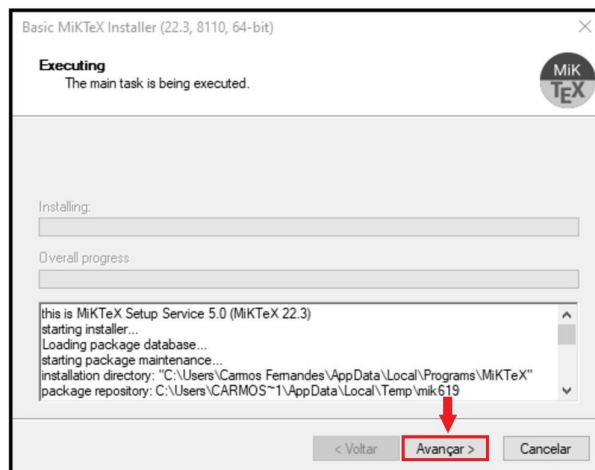 Basic MiKTeX Installer (22.3, 8110, 64-bit)
Executing
The main task is being executed.
MiK
TEX
Installing:
Overall progress
this is MiKTeX Setup Service 5.0 (MiKTeX 22.3)
starting installer...
Loading package database...
starting package maintenance...
installation directory: "C:\Users\Carmos Fernandes\AppData\Local\Programs\MiKTeX"
package repository: C:\Users\CARMOS~1\AppData\Local\Temp\mik619
< Voltar Avançar > Cancelar